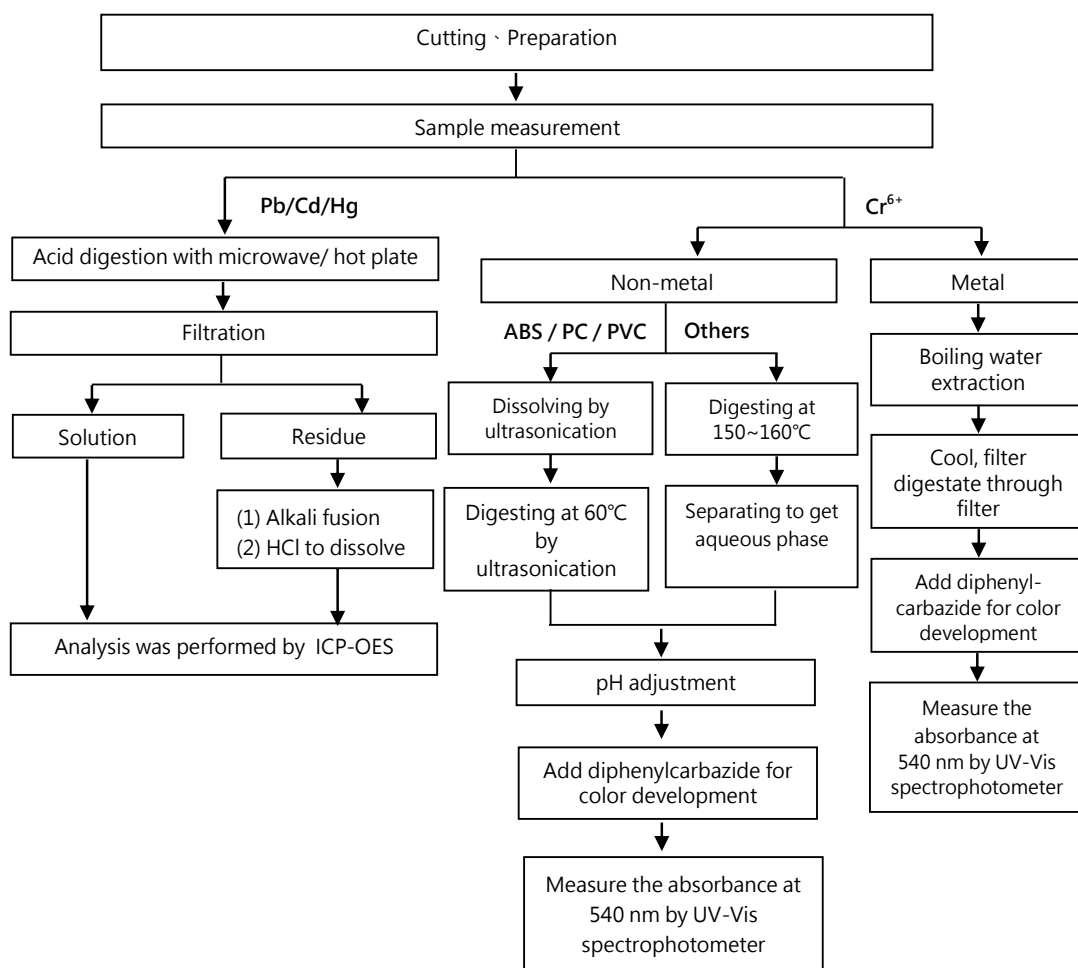 Cutting、Preparation
Sample measurement
Pb/Cd/Hg
Acid digestion with microwave/ hot plate
Filtration
Solution
Residue
(1) Alkali fusion
(2) HCl to dissolve
Analysis was performed by ICP-OES
Cr⁶⁺
Non-metal
ABS / PC / PVC
Dissolving by
ultrasonication
Digesting at 60℃
by
ultrasonication
Others
Digesting at
150~160℃
Separating to get
aqueous phase
pH adjustment
Add diphenylcarbazide for
color development
Measure the absorbance at
540 nm by UV-Vis
spectrophotometer
Metal
Boiling water
extraction
Cool, filter
digestate through
filter
Add diphenyl-
carbazide for color
development
Measure the
absorbance at
540 nm by UV-Vis
spectrophotometer